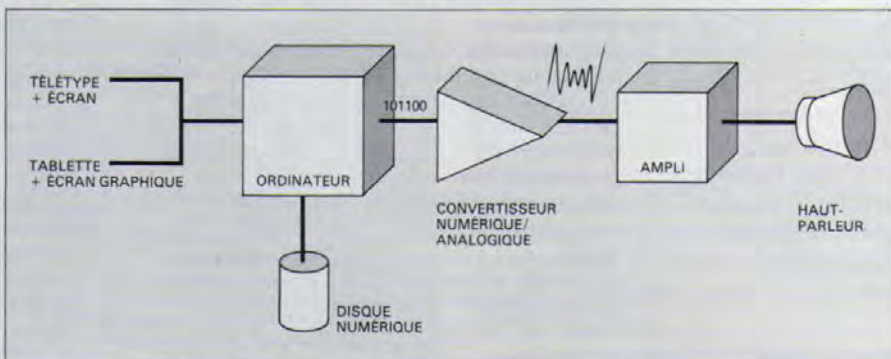 TÉLÉTYPE
+ ÉCRAN
TABLETTE
+ ÉCRAN GRAPHIQUE
ORDINATEUR
101100
DISQUE
NUMÉRIQUE
CONVERTISSEUR
NUMÉRIQUE/
ANALOGIQUE
AMPLI
HAUT-
PARLEUR